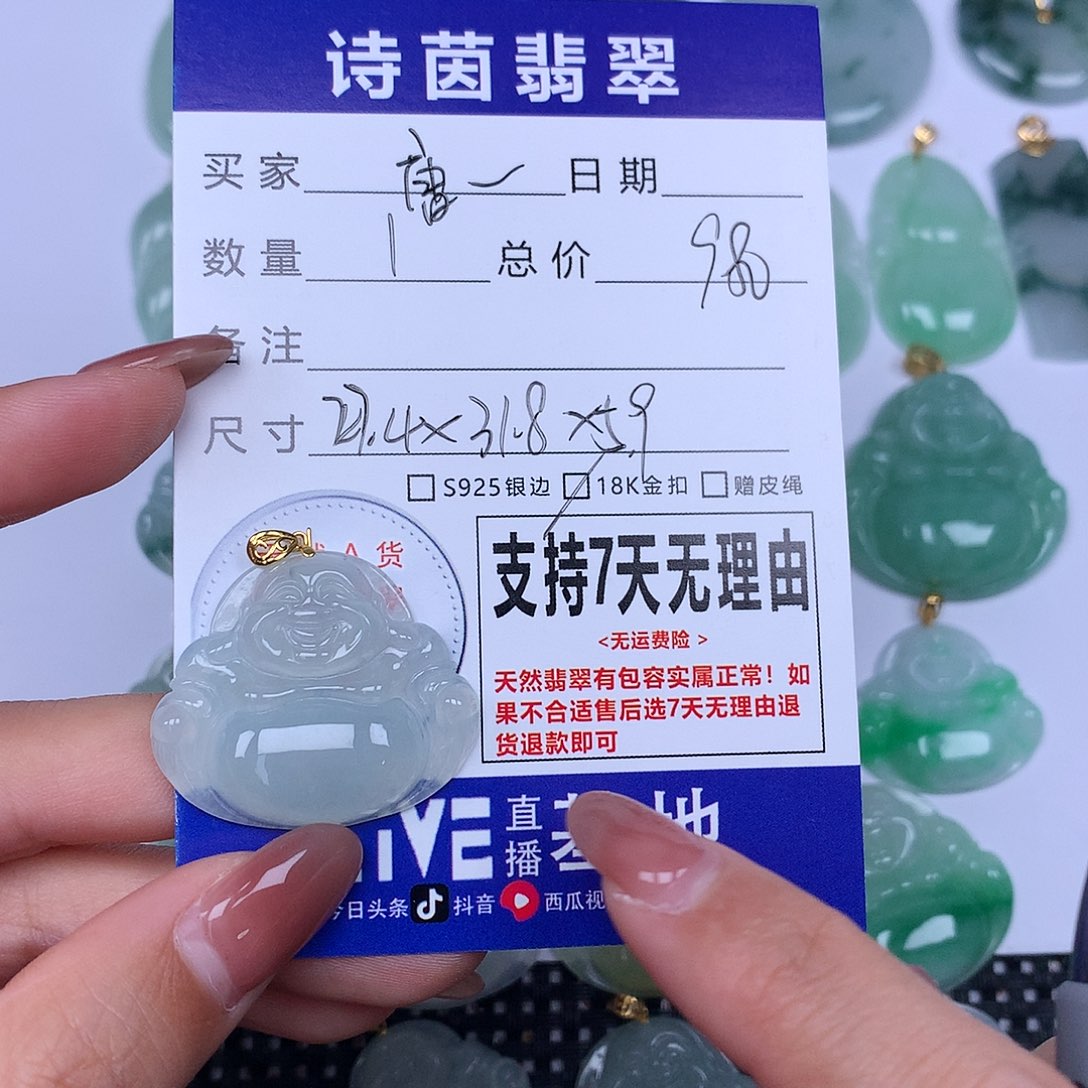 诗茵翡翠
买家 唐一 日期
数量 1 总价
备注
尺寸 27.4×31.8×5.9
S925银边 18K金扣 赠皮绳
人货
支持7天无理由
<无运费险>
天然翡翠有包容实属正常！如
果不合适售后选7天无理由退
货退款即可
直播
今日头条 抖音 西瓜视